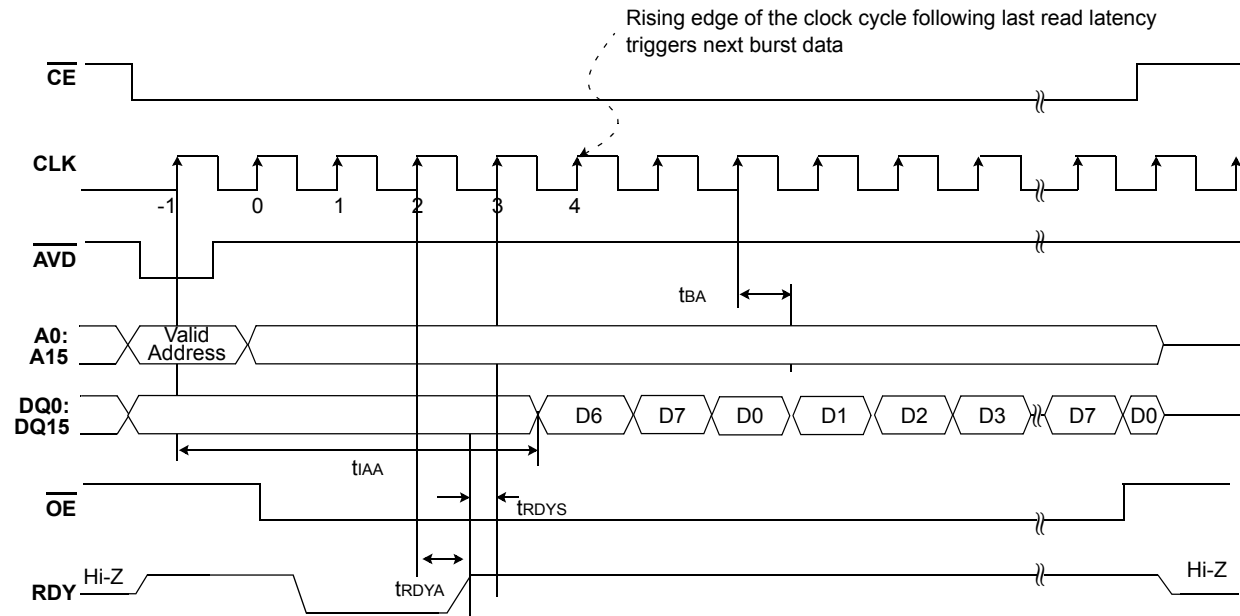 Rising edge of the clock cycle following last read latency
triggers next burst data
CE
CLK
-1 0 1 2 3 4
AVD
tBA
A0:
A15
Valid
Address
DQ0:
DQ15
D6 D7 D0 D1 D2 D3 D7 D0
tIAA
OE
tRDYS
Hi-Z
RDY
tRDYA
Hi-Z